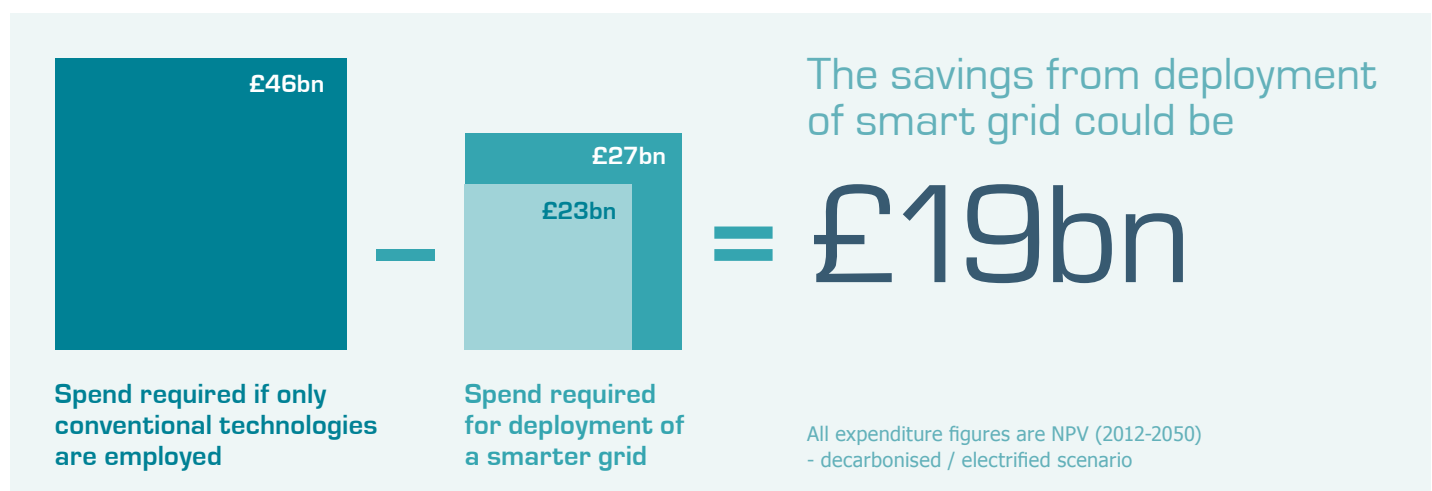 £46bn
Spend required if only
conventional technologies
are employed
–
£27bn
£23bn
Spend required
for deployment of
a smarter grid
=
The savings from deployment
of smart grid could be
£19bn
All expenditure figures are NPV (2012-2050)
- decarbonised / electrified scenario